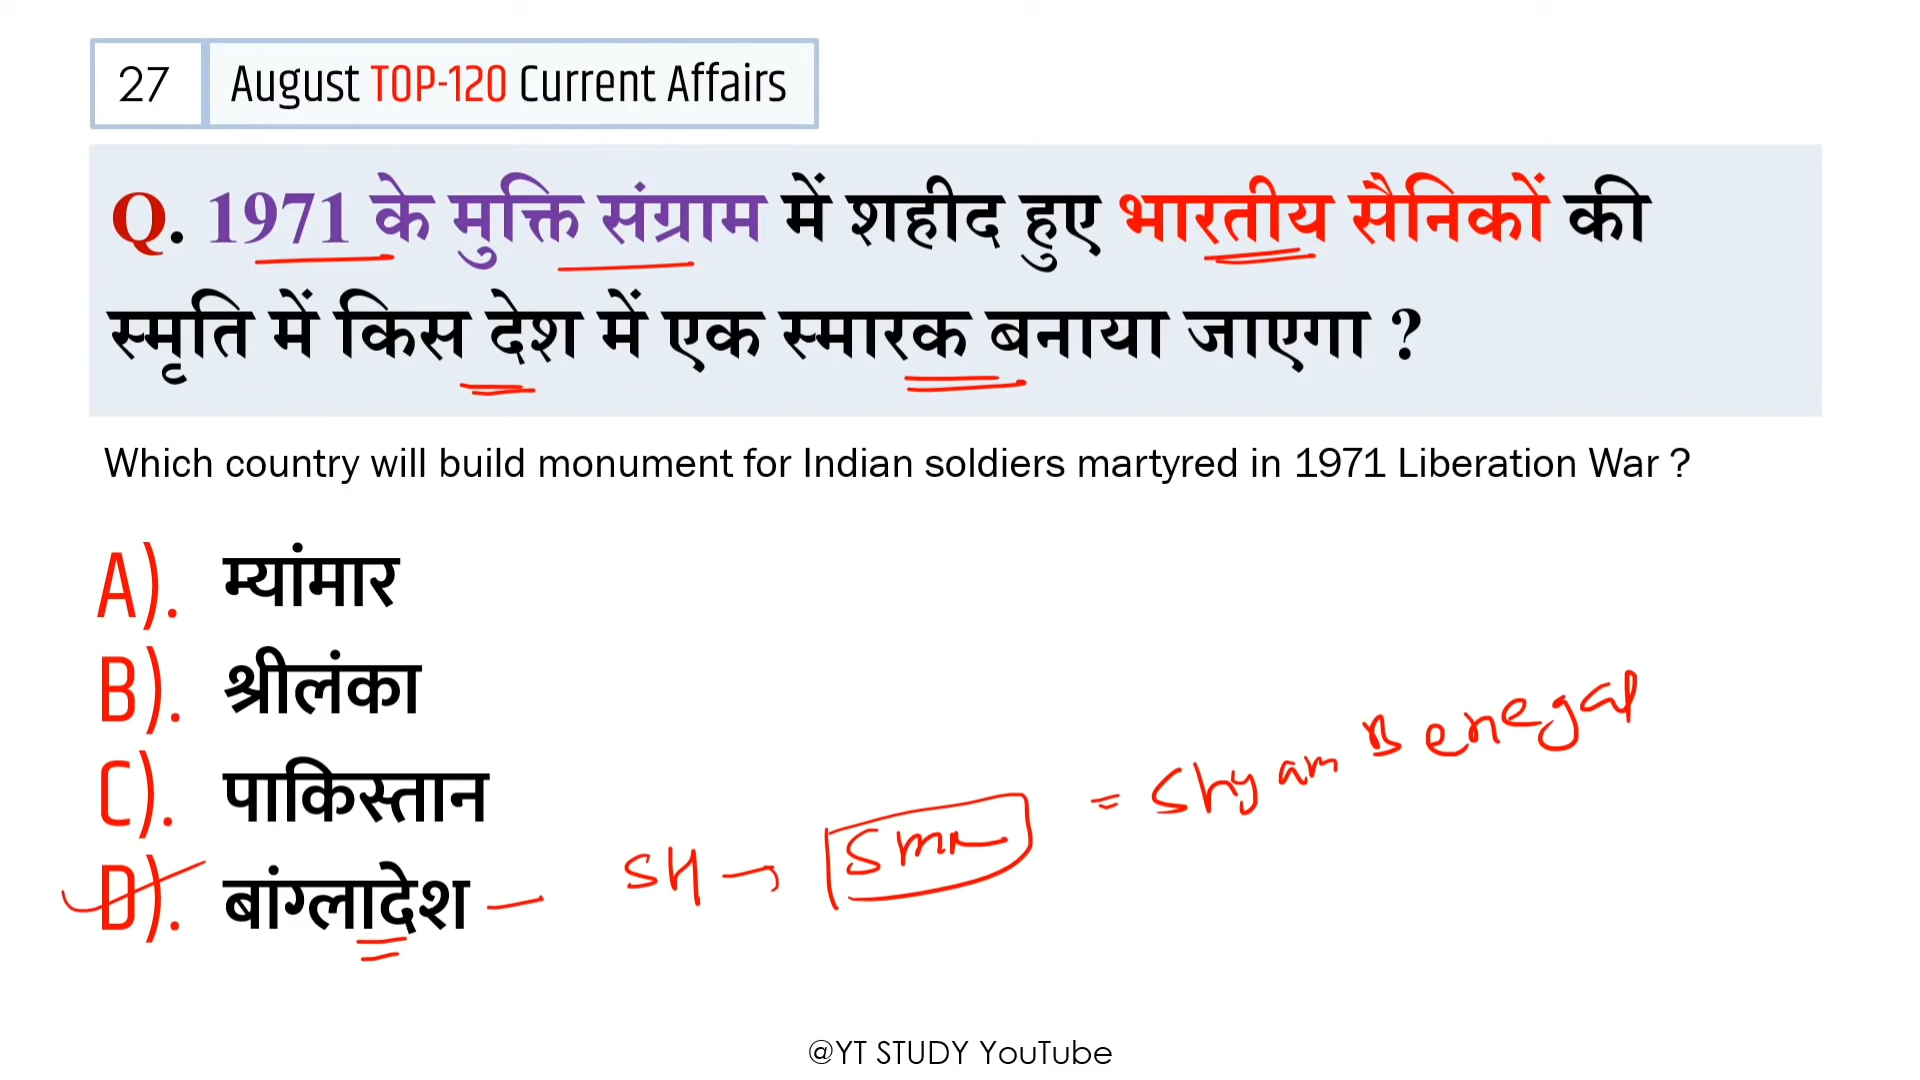 27 August TOP-120 Current Affairs
Q. 1971 के मुक्ति संग्राम में शहीद हुए भारतीय सैनिकों की
स्मृति में किस देश में एक स्मारक बनाया जाएगा ?
Which country will build monument for Indian soldiers martyred in 1971 Liberation War ?
A). म्यांमार
B). श्रीलंका
C). पाकिस्तान
= Shyam Benegal
D). बांग्लादेश – SH →
@YT STUDY YouTube